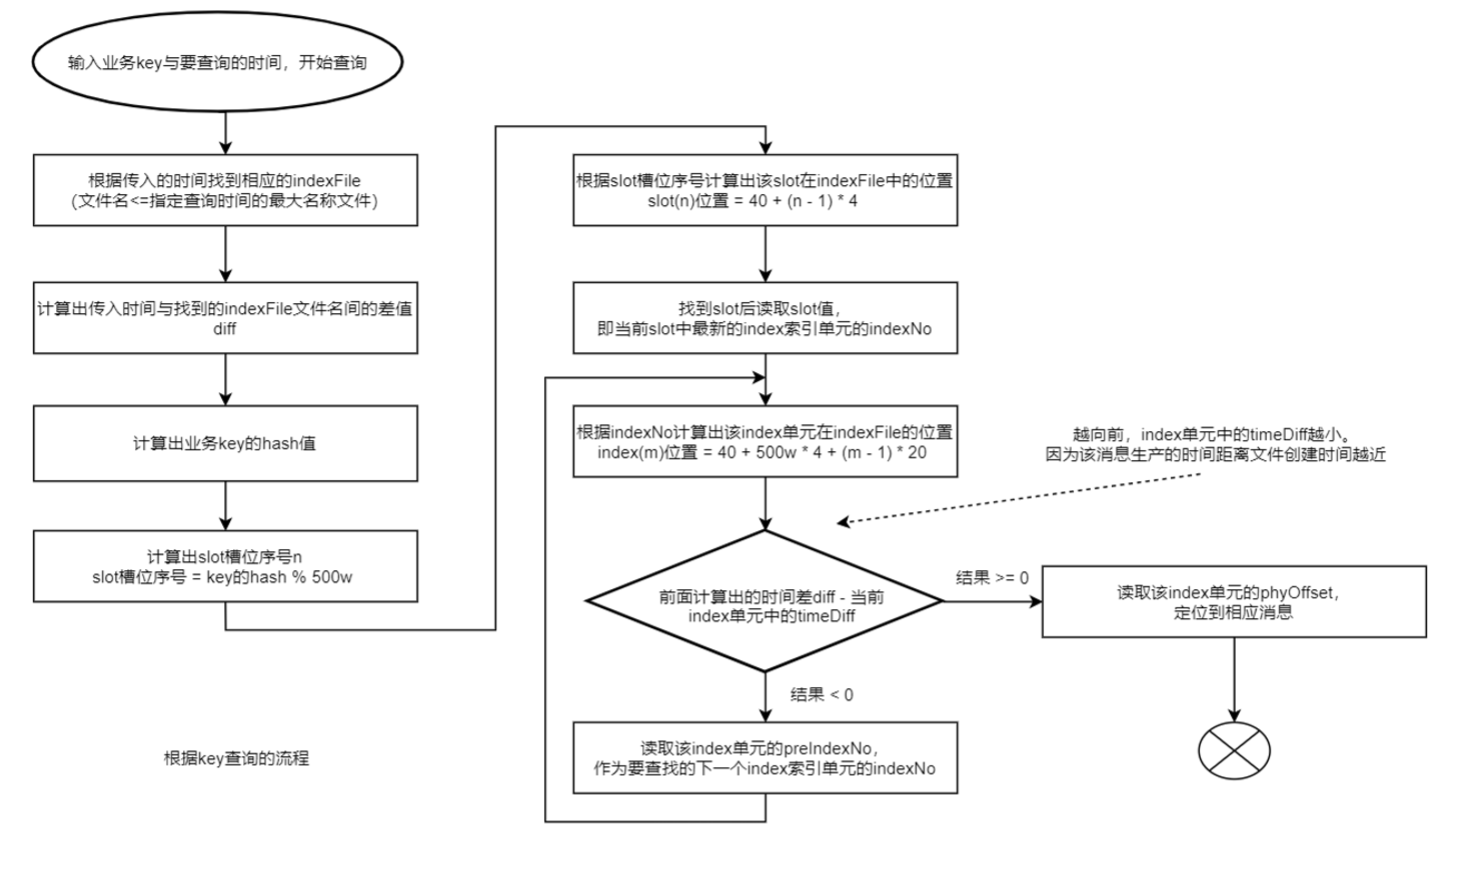 输入业务key与要查询的时间，开始查询
根据传入的时间找到相应的indexFile
(文件名<=指定查询时间的最大名称文件)
计算出传入时间与找到的indexFile文件名间的差值
diff
计算出业务key的hash值
计算出slot槽位序号n
slot槽位序号 = key的hash % 500w
根据key查询的流程
根据slot槽位序号计算出该slot在indexFile中的位置
slot(n)位置 = 40 + (n - 1) * 4
找到slot后读取slot值，
即当前slot中最新的index索引单元的indexNo
根据indexNo计算出该index单元在indexFile的位置
index(m)位置 = 40 + 500w * 4 + (m - 1) * 20
越向前，index单元中的timeDiff越小。
因为该消息生产的时间距离文件创建时间越近
前面计算出的时间差diff - 当前
index单元中的timeDiff
结果 >= 0
读取该index单元的phyOffset，
定位到相应消息
结果 < 0
读取该index单元的preIndexNo，
作为要查找的下一个index索引单元的indexNo